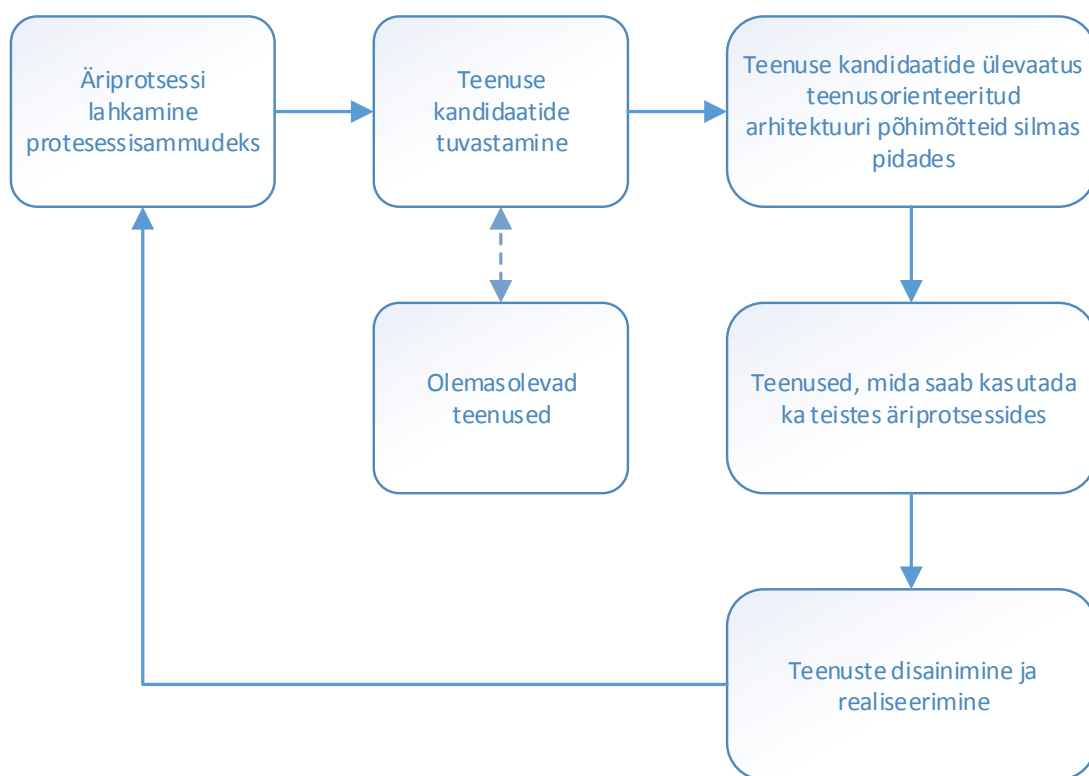 Äriprotsessi
lahkamine
protesessisammudeks
Teenuse
kandidaatide
tuvastamine
Teenuse kandidaatide ülevaatus
teenusorienteeritud
arhitektuuri põhimõtteid silmas
pidades
Olemasolevad
teenused
Teenused, mida saab kasutada
ka teistes äriprotsessides
Teenuste disainimine ja
realiseerimine